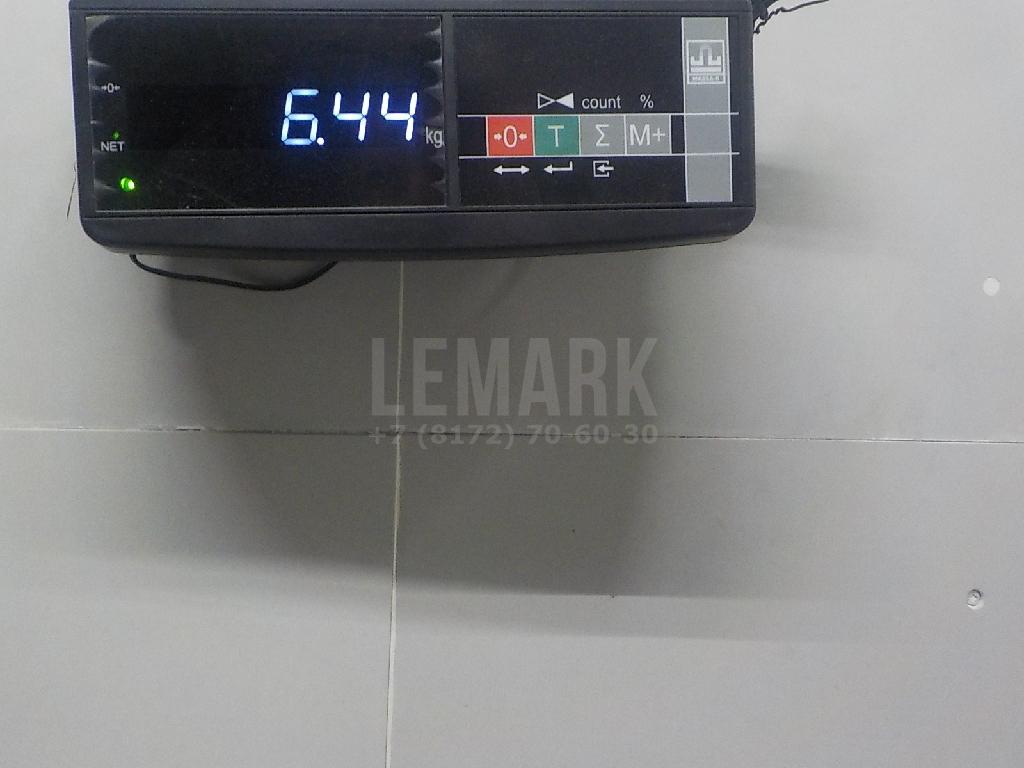 →0←
NET
6.44 kg
count %
→0← T Σ M+
LEMARK
+7 (8172) 70-60-30